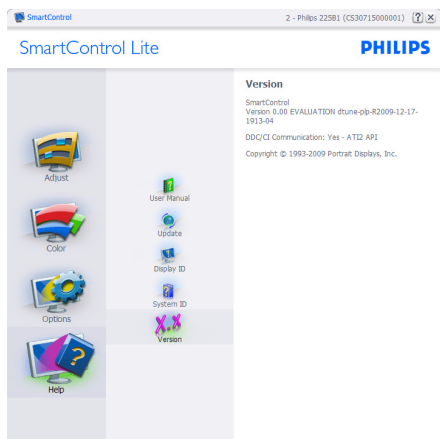 SmartControl
2 - Philips 225B1 (CS30715000001)
?
SmartControl Lite
PHILIPS
Version
SmartControl
Version 0.00 EVALUATION dtune-plp-R2009-12-17-
1913-04
DDC/CI Communication: Yes - ATI2 API
Copyright © 1993-2009 Portrait Displays, Inc.
Adjust
Color
Options
Help
User Manual
Update
Display ID
System ID
X.X
Version